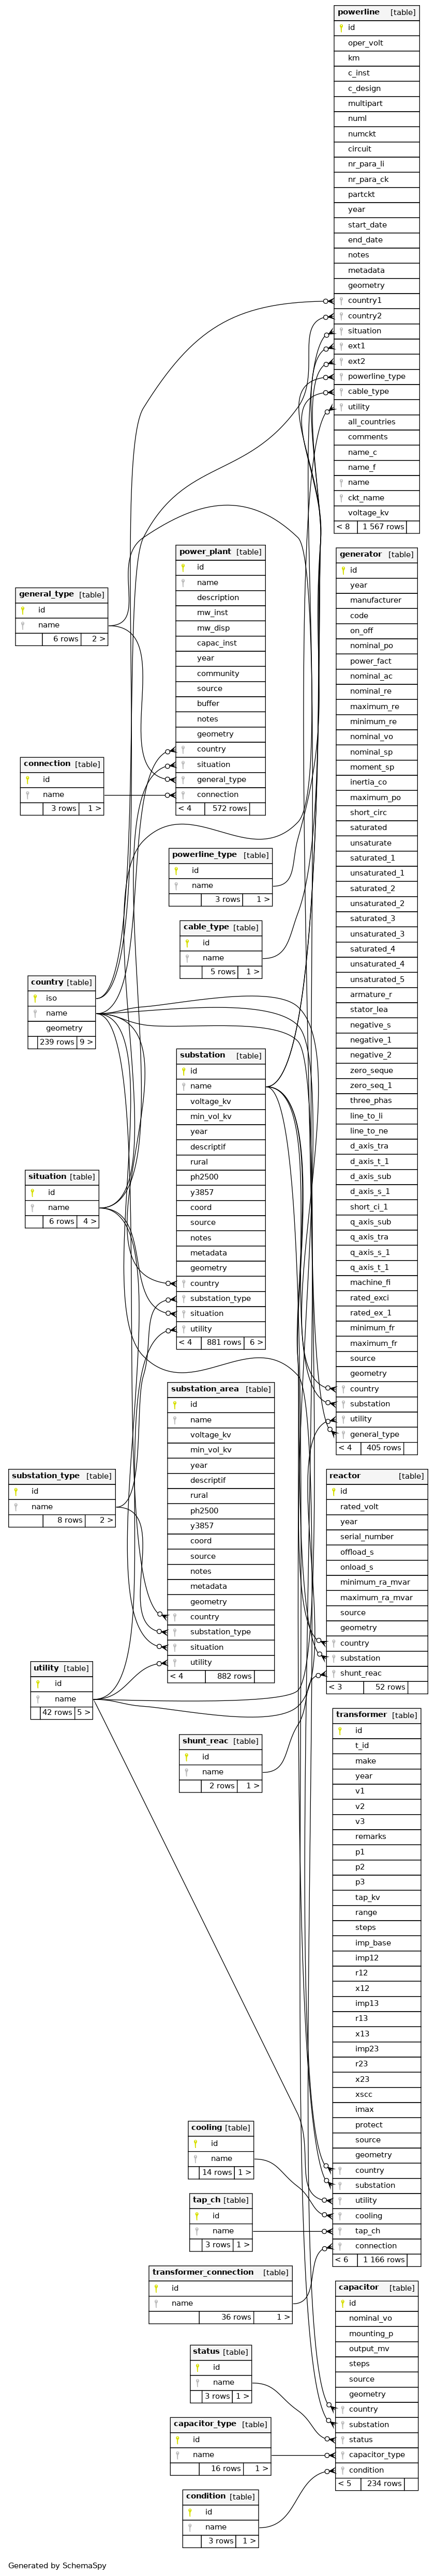 powerline [table]
id
oper_volt
km
c_inst
c_design
multipart
numl
numckt
circuit
nr_para_li
nr_para_ck
partckt
year
start_date
end_date
notes
metadata
geometry
country1
country2
situation
ext1
ext2
powerline_type
cable_type
utility
all_countries
comments
name_c
name_f
name
ckt_name
voltage_kv
< 8 1 567 rows
power_plant [table]
id
name
description
mw_inst
mw_disp
capac_inst
year
community
source
buffer
notes
geometry
country
situation
general_type
connection
< 4 572 rows
generator [table]
id
year
manufacturer
code
on_off
nominal_po
power_fact
nominal_ac
nominal_re
maximum_re
minimum_re
nominal_vo
nominal_sp
moment_sp
inertia_co
maximum_po
short_circ
saturated
unsaturate
saturated_1
unsaturated_1
saturated_2
unsaturated_2
saturated_3
unsaturated_3
saturated_4
unsaturated_4
unsaturated_5
armature_r
stator_lea
negative_s
negative_1
negative_2
zero_seque
zero_seq_1
three_phas
line_to_li
line_to_ne
d_axis_tra
d_axis_t_1
d_axis_sub
d_axis_s_1
short_ci_1
q_axis_sub
q_axis_tra
q_axis_s_1
q_axis_t_1
machine_fi
rated_exci
rated_ex_1
minimum_fr
maximum_fr
source
geometry
country
substation
utility
general_type
< 4 405 rows
general_type [table]
id
name
6 rows 2 >
connection [table]
id
name
3 rows 1 >
powerline_type [table]
id
name
3 rows 1 >
cable_type [table]
id
name
5 rows 1 >
country [table]
iso
name
geometry
239 rows 9 >
substation [table]
id
name
voltage_kv
min_vol_kv
year
descriptif
rural
ph2500
y3857
coord
source
notes
metadata
geometry
country
substation_type
situation
utility
< 4 881 rows 6 >
situation [table]
id
name
6 rows 4 >
substation_area [table]
id
name
voltage_kv
min_vol_kv
year
descriptif
rural
ph2500
y3857
coord
source
notes
metadata
geometry
country
substation_type
situation
utility
< 4 882 rows
substation_type [table]
id
name
8 rows 2 >
reactor [table]
id
rated_volt
year
serial_number
offload_s
onload_s
minimum_ra_mvar
maximum_ra_mvar
source
geometry
country
substation
shunt_reac
< 3 52 rows
utility [table]
id
name
42 rows 5 >
shunt_reac [table]
id
name
2 rows 1 >
transformer [table]
id
t_id
make
year
v1
v2
v3
remarks
p1
p2
p3
tap_kv
range
steps
imp_base
imp12
r12
x12
imp13
r13
x13
imp23
r23
x23
xscc
imax
protect
source
geometry
country
substation
utility
cooling
tap_ch
connection
< 6 1 166 rows
cooling [table]
id
name
14 rows 1 >
tap_ch [table]
id
name
3 rows 1 >
transformer_connection [table]
id
name
36 rows 1 >
capacitor [table]
id
nominal_vo
mounting_p
output_mv
steps
source
geometry
country
substation
status
capacitor_type
condition
< 5 234 rows
status [table]
id
name
3 rows 1 >
capacitor_type [table]
id
name
16 rows 1 >
condition [table]
id
name
3 rows 1 >
Generated by SchemaSpy